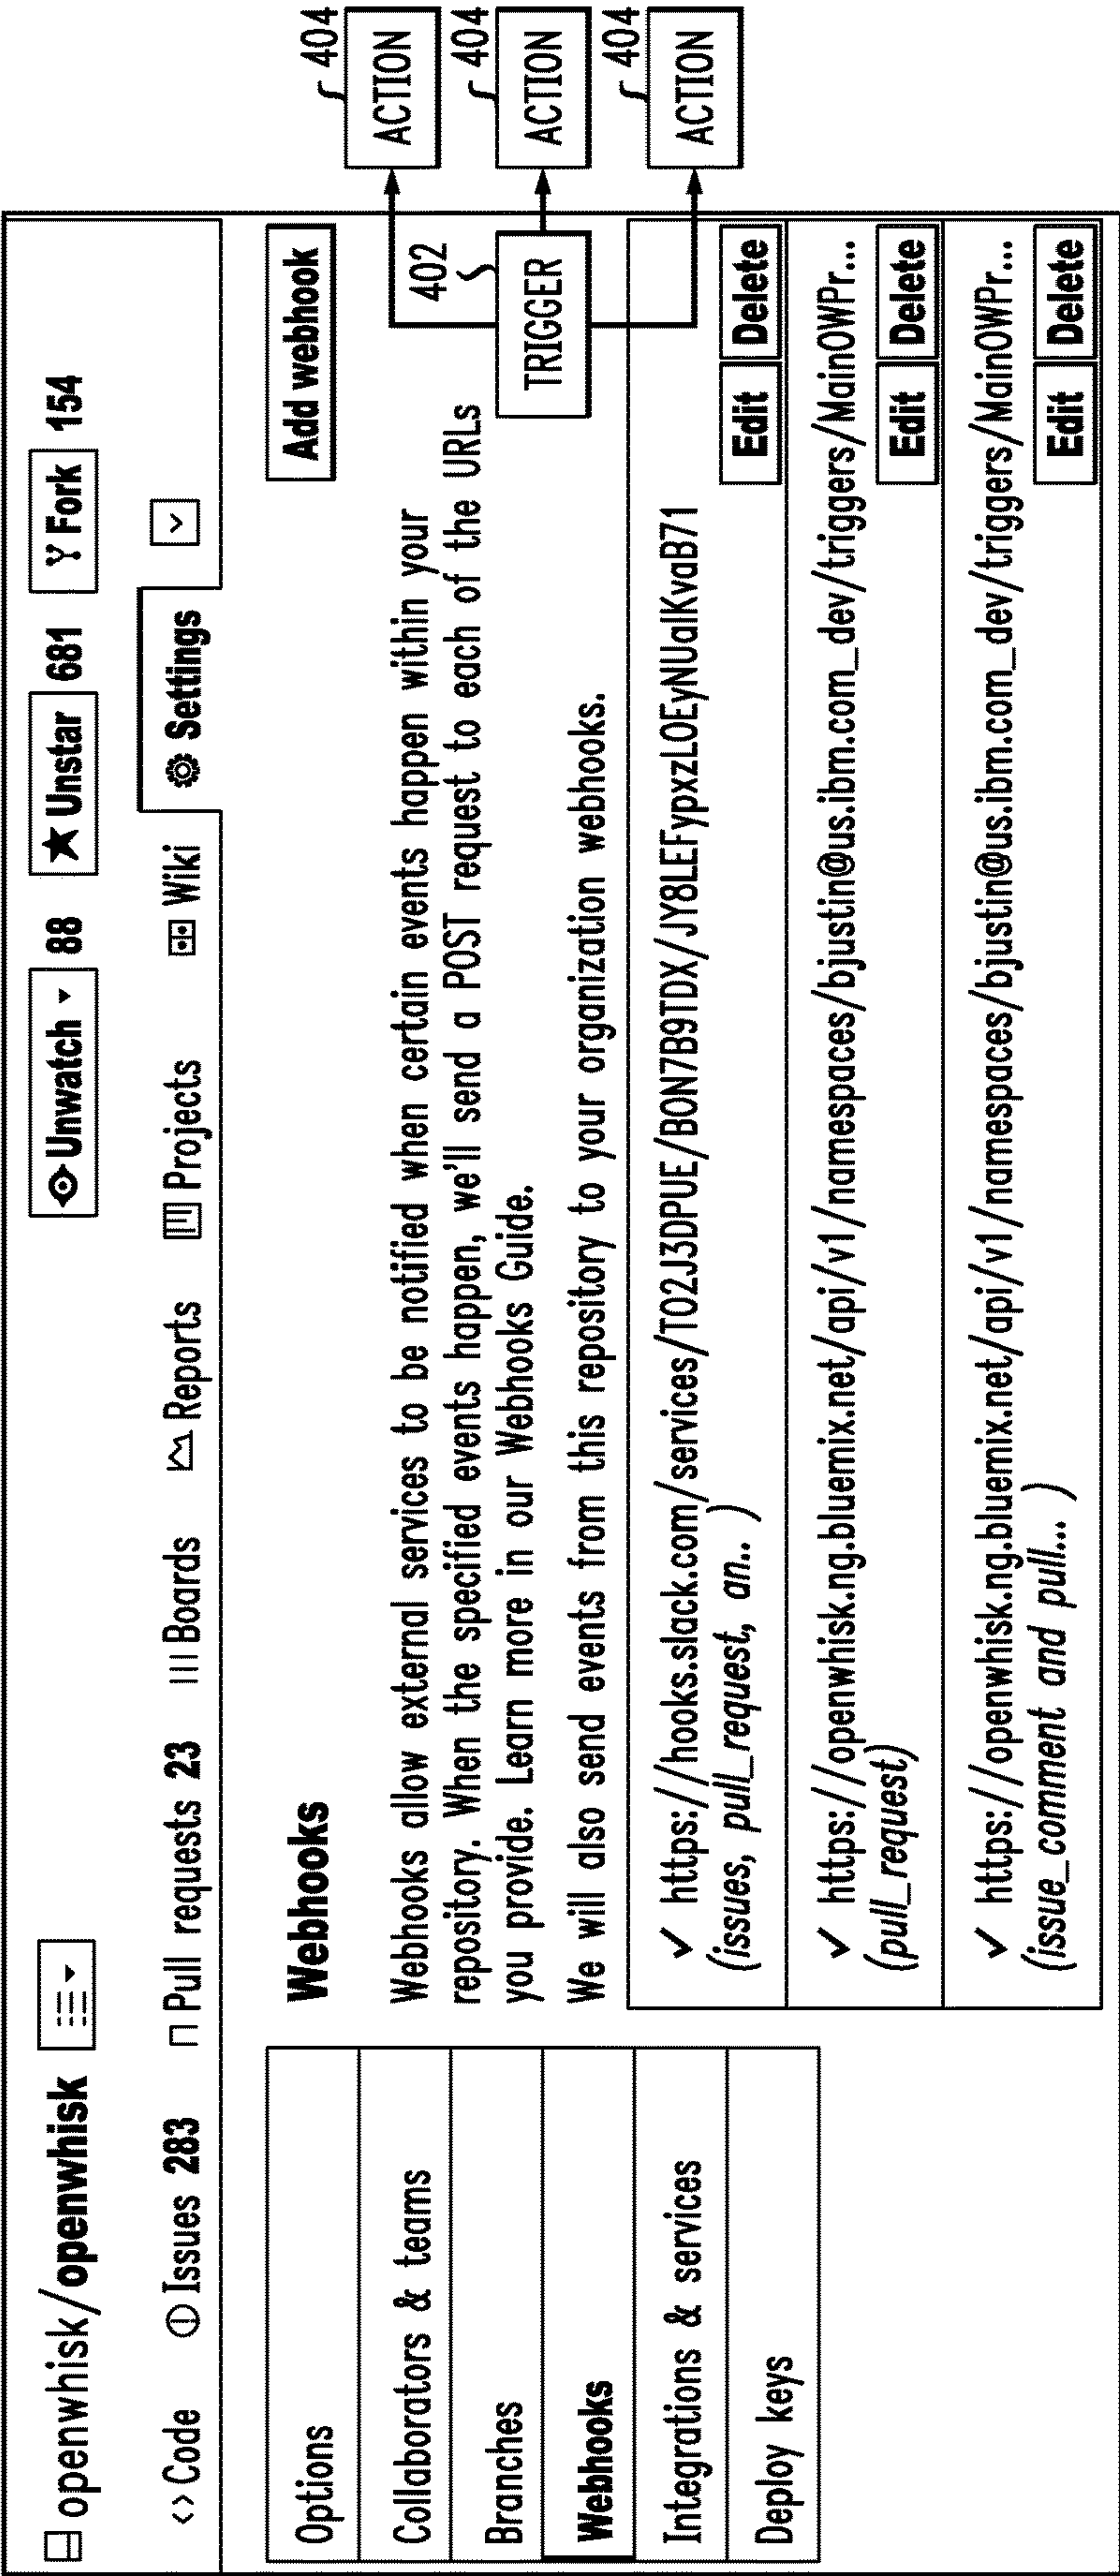 openwhisk/openwhisk
Unwatch 88 Unstar 681 Fork 154
<> Code Issues 283 Pull requests 23 Boards Reports Projects Wiki Settings
Options
Collaborators & teams
Branches
Webhooks
Integrations & services
Deploy keys
Webhooks
Add webhook
Webhooks allow external services to be notified when certain events happen within your
repository. When the specified events happen, we'll send a POST request to each of the URLs
you provide. Learn more in our Webhooks Guide.
We will also send events from this repository to your organization webhooks.
✓ https://hooks.slack.com/services/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
(issues, pull_request, an.. )
Edit Delete
✓ https://openwhisk.ng.bluemix.net/api/v1/namespaces/bjustin@us.ibm.com_dev/triggers/MainOWPr...
(pull_request)
Edit Delete
✓ https://openwhisk.ng.bluemix.net/api/v1/namespaces/bjustin@us.ibm.com_dev/triggers/MainOWPr...
(issue_comment and pull... )
Edit Delete
402
TRIGGER
404
ACTION
404
ACTION
404
ACTION